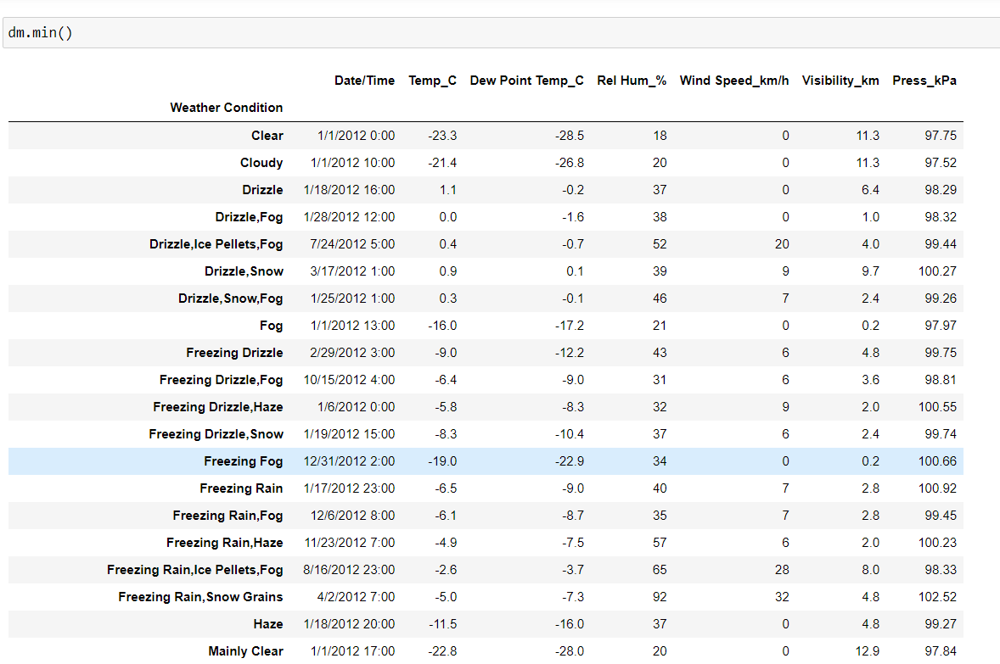 dm.min()
Date/Time Temp_C Dew Point Temp_C Rel Hum_% Wind Speed_km/h Visibility_km Press_kPa
Weather Condition
Clear 1/1/2012 0:00 -23.3 -28.5 18 0 11.3 97.75
Cloudy 1/1/2012 10:00 -21.4 -26.8 20 0 11.3 97.52
Drizzle 1/18/2012 16:00 1.1 -0.2 37 0 6.4 98.29
Drizzle,Fog 1/28/2012 12:00 0.0 -1.6 38 0 1.0 98.32
Drizzle,Ice Pellets,Fog 7/24/2012 5:00 0.4 -0.7 52 20 4.0 99.44
Drizzle,Snow 3/17/2012 1:00 0.9 0.1 39 9 9.7 100.27
Drizzle,Snow,Fog 1/25/2012 1:00 0.3 -0.1 46 7 2.4 99.26
Fog 1/1/2012 13:00 -16.0 -17.2 21 0 0.2 97.97
Freezing Drizzle 2/29/2012 3:00 -9.0 -12.2 43 6 4.8 99.75
Freezing Drizzle,Fog 10/15/2012 4:00 -6.4 -9.0 31 6 3.6 98.81
Freezing Drizzle,Haze 1/6/2012 0:00 -5.8 -8.3 32 9 2.0 100.55
Freezing Drizzle,Snow 1/19/2012 15:00 -8.3 -10.4 37 6 2.4 99.74
Freezing Fog 12/31/2012 2:00 -19.0 -22.9 34 0 0.2 100.66
Freezing Rain 1/17/2012 23:00 -6.5 -9.0 40 7 2.8 100.92
Freezing Rain,Fog 12/6/2012 8:00 -6.1 -8.7 35 7 2.8 99.45
Freezing Rain,Haze 11/23/2012 7:00 -4.9 -7.5 57 6 2.0 100.23
Freezing Rain,Ice Pellets,Fog 8/16/2012 23:00 -2.6 -3.7 65 28 8.0 98.33
Freezing Rain,Snow Grains 4/2/2012 7:00 -5.0 -7.3 92 32 4.8 102.52
Haze 1/18/2012 20:00 -11.5 -16.0 37 0 4.8 99.27
Mainly Clear 1/1/2012 17:00 -22.8 -28.0 20 0 12.9 97.84